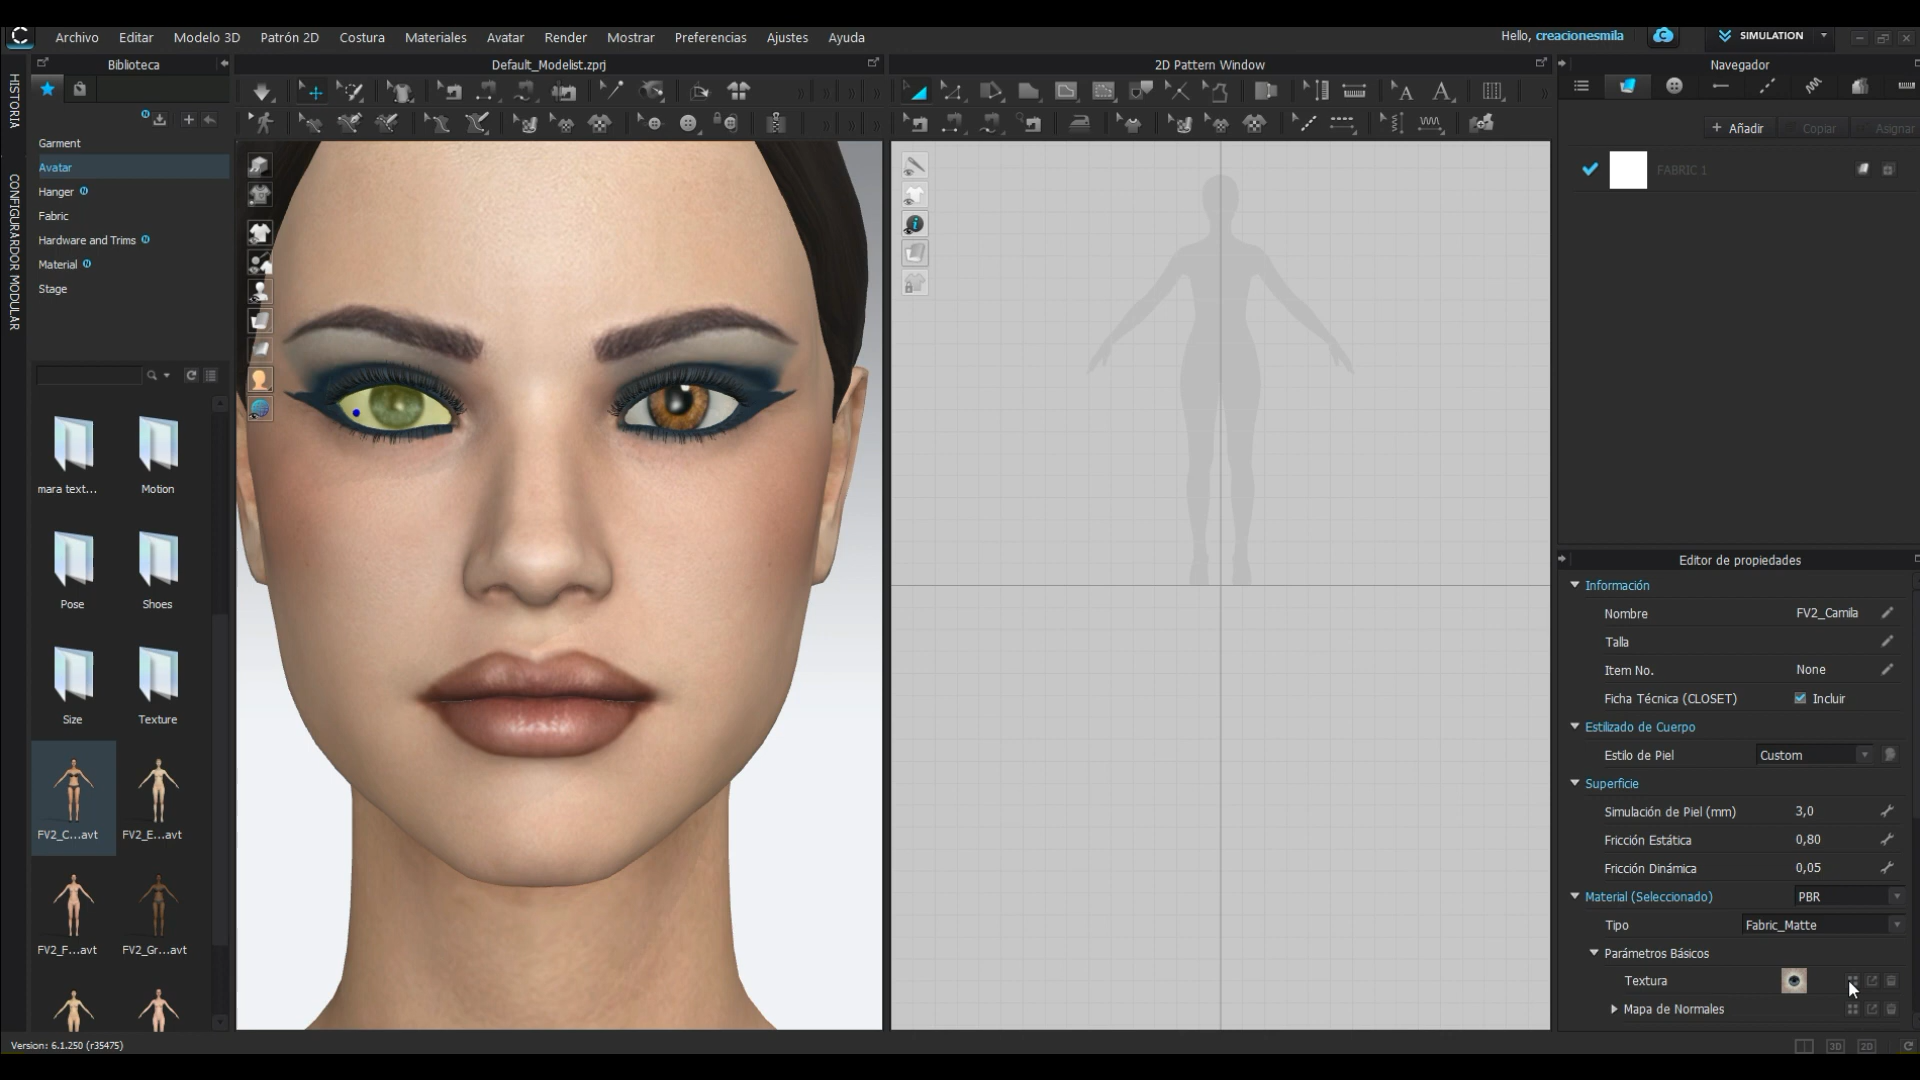 Archivo Editar Modelo 3D Patrón 2D Costura Materiales Avatar Render Mostrar Preferencias Ajustes Ayuda
Hello, creacionesmila
SIMULATION
HISTORIA
CONFIGURARDOR MODULAR
Biblioteca
Garment
Avatar
Hanger
Fabric
Hardware and Trims
Material
Stage
mara text...
Motion
Pose
Shoes
Size
Texture
FV2_C...avt
FV2_E...avt
FV2_F...avt
FV2_Gr...avt
Default_Modelist.zprj
2D Pattern Window
Navegador
+ Añadir
Copiar
Asignar
FABRIC 1
Editor de propiedades
Información
Nombre FV2_Camila
Talla
Item No. None
Ficha Técnica (CLOSET) Incluir
Estilizado de Cuerpo
Estilo de Piel Custom
Superficie
Simulación de Piel (mm) 3,0
Fricción Estática 0,80
Fricción Dinámica 0,05
Material (Seleccionado) PBR
Tipo Fabric_Matte
Parámetros Básicos
Textura
Mapa de Normales
Version: 6.1.250 (r35475)
3D
2D